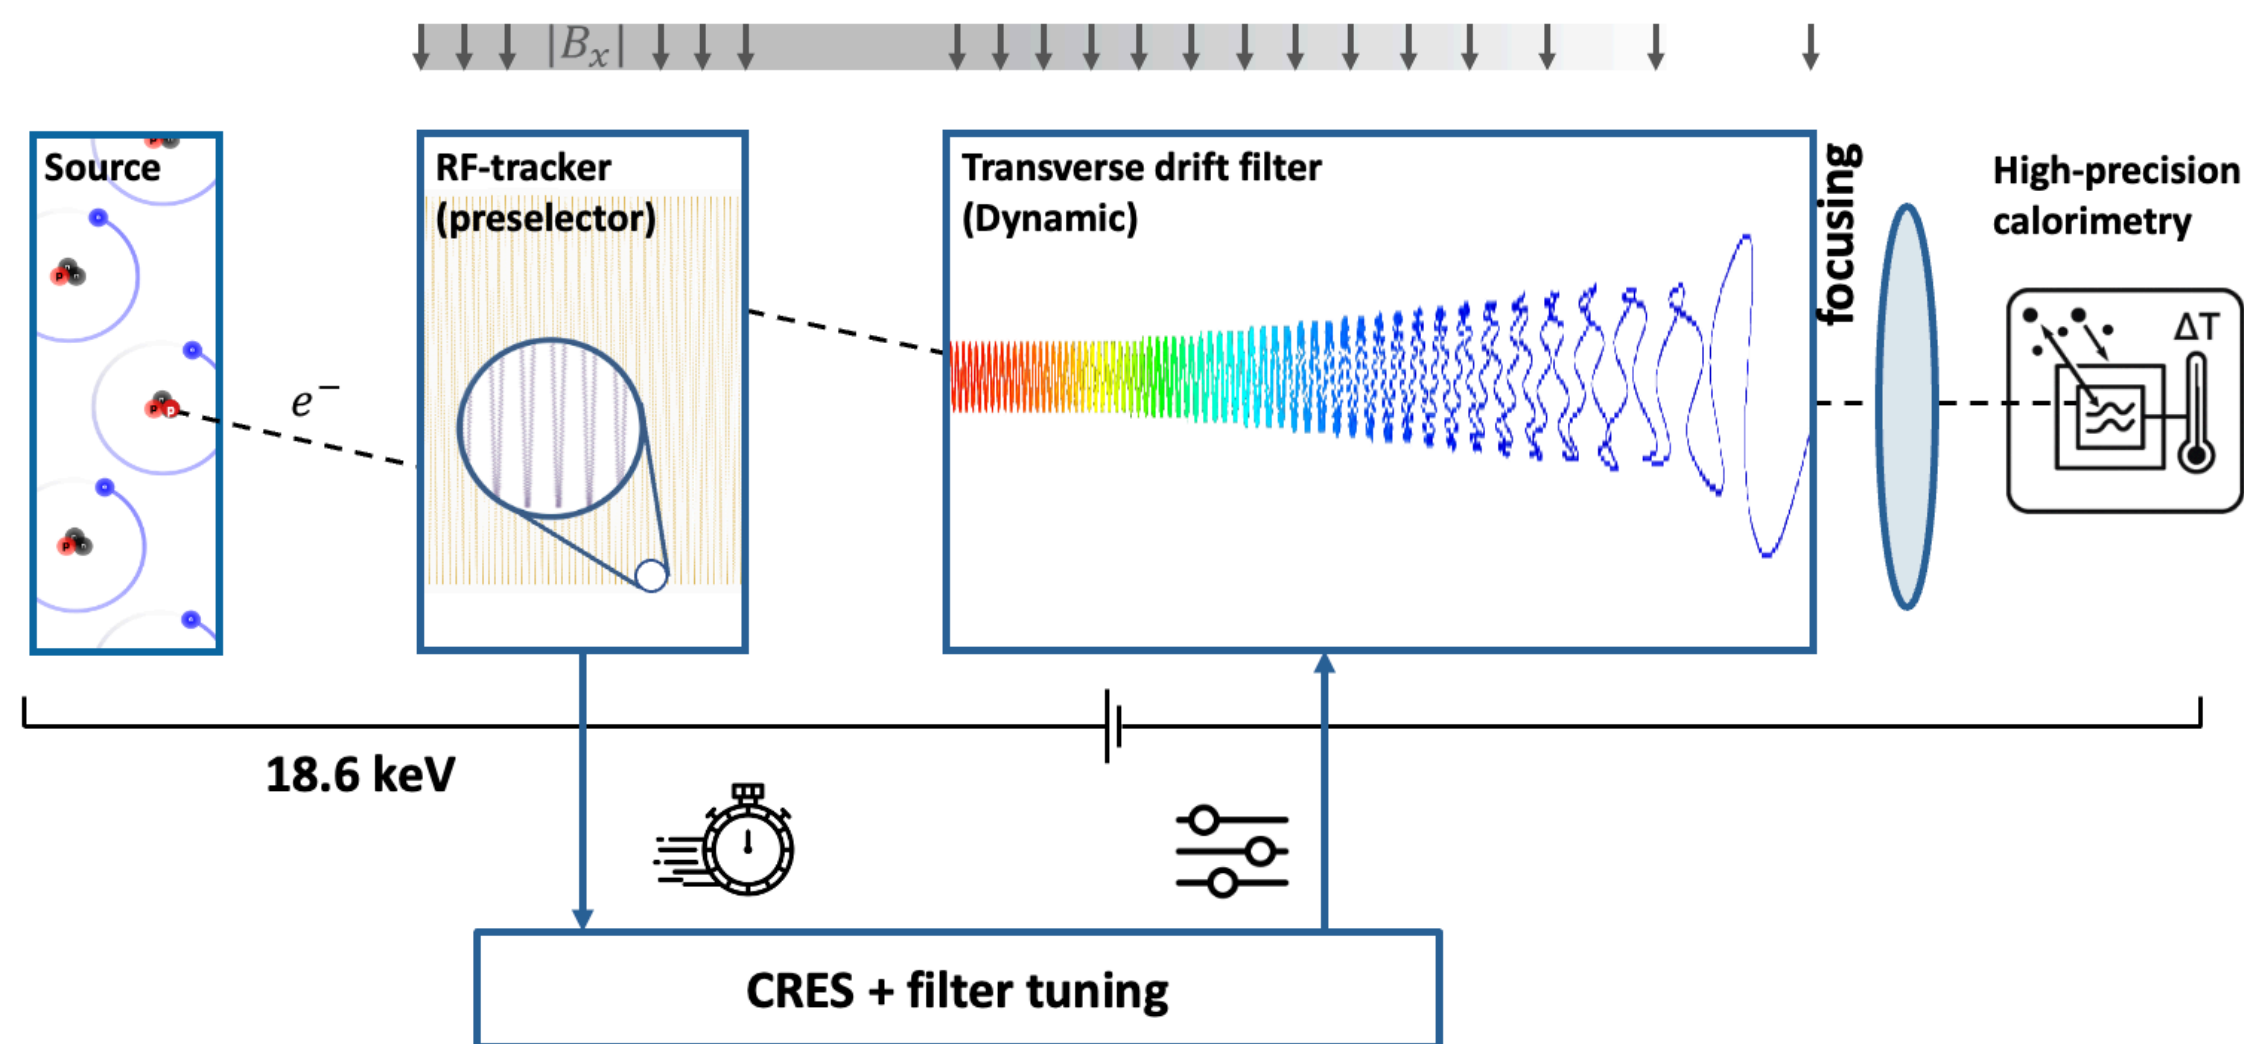 |Bₓ|
Source
RF-tracker
(preselector)
Transverse drift filter
(Dynamic)
focusing
High-precision
calorimetry
ΔT
e⁻
p
n
p
p
p
18.6 keV
CRES + filter tuning